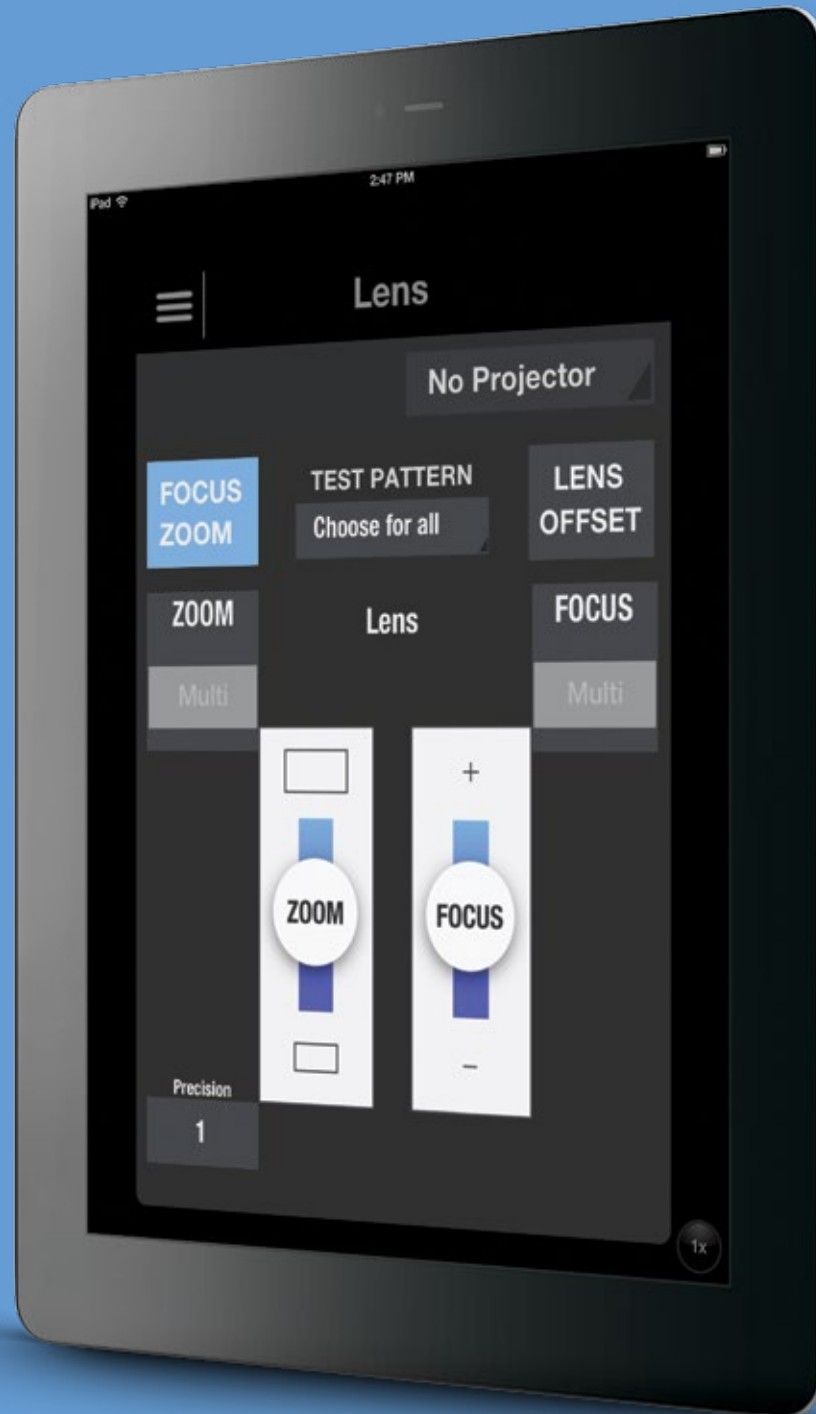 iPad
2:47 PM
Lens
No Projector
FOCUS
ZOOM
TEST PATTERN
Choose for all
LENS
OFFSET
ZOOM
Lens
FOCUS
Multi
Multi
+
ZOOM
FOCUS
−
Precision
1
1x